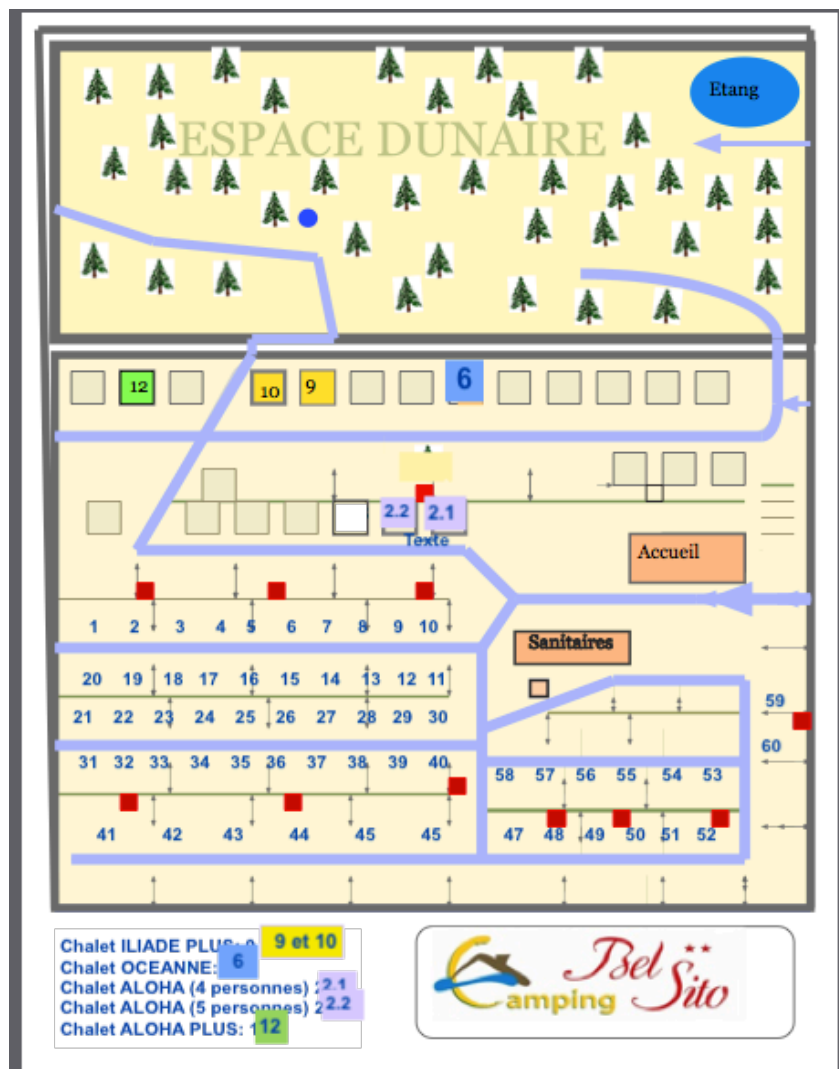 Etang
ESPACE DUNAIRE
12 10 9 6
2.2 2.1
Texte
Accueil
1 2 3 4 5 6 7 8 9 10
Sanitaires
20 19 18 17 16 15 14 13 12 11
59
21 22 23 24 25 26 27 28 29 30
60
31 32 33 34 35 36 37 38 39 40
58 57 56 55 54 53
41 42 43 44 45 45
47 48 49 50 51 52
Chalet ILIADE PLUS: 9 et 10
Chalet OCEANNE: 6
Chalet ALOHA (4 personnes) 2.1
Chalet ALOHA (5 personnes) 2.2
Chalet ALOHA PLUS: 12
Camping Bel Sito